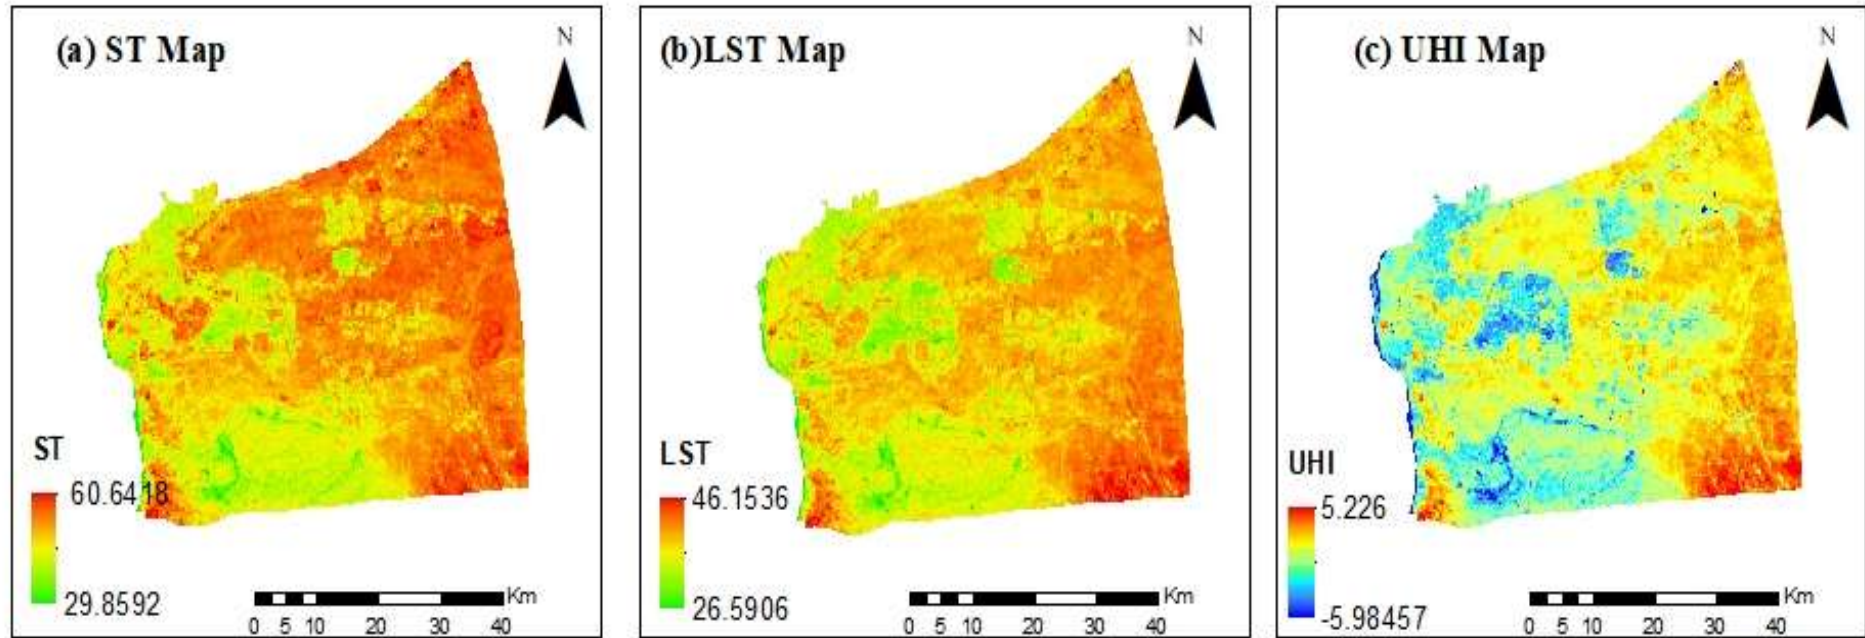 (a) ST Map
N
ST
60.6418
29.8592
Km
0 5 10 20 30 40
(b)LST Map
N
LST
46.1536
26.5906
Km
0 5 10 20 30 40
(c) UHI Map
N
UHI
5.226
-5.98457
Km
0 5 10 20 30 40